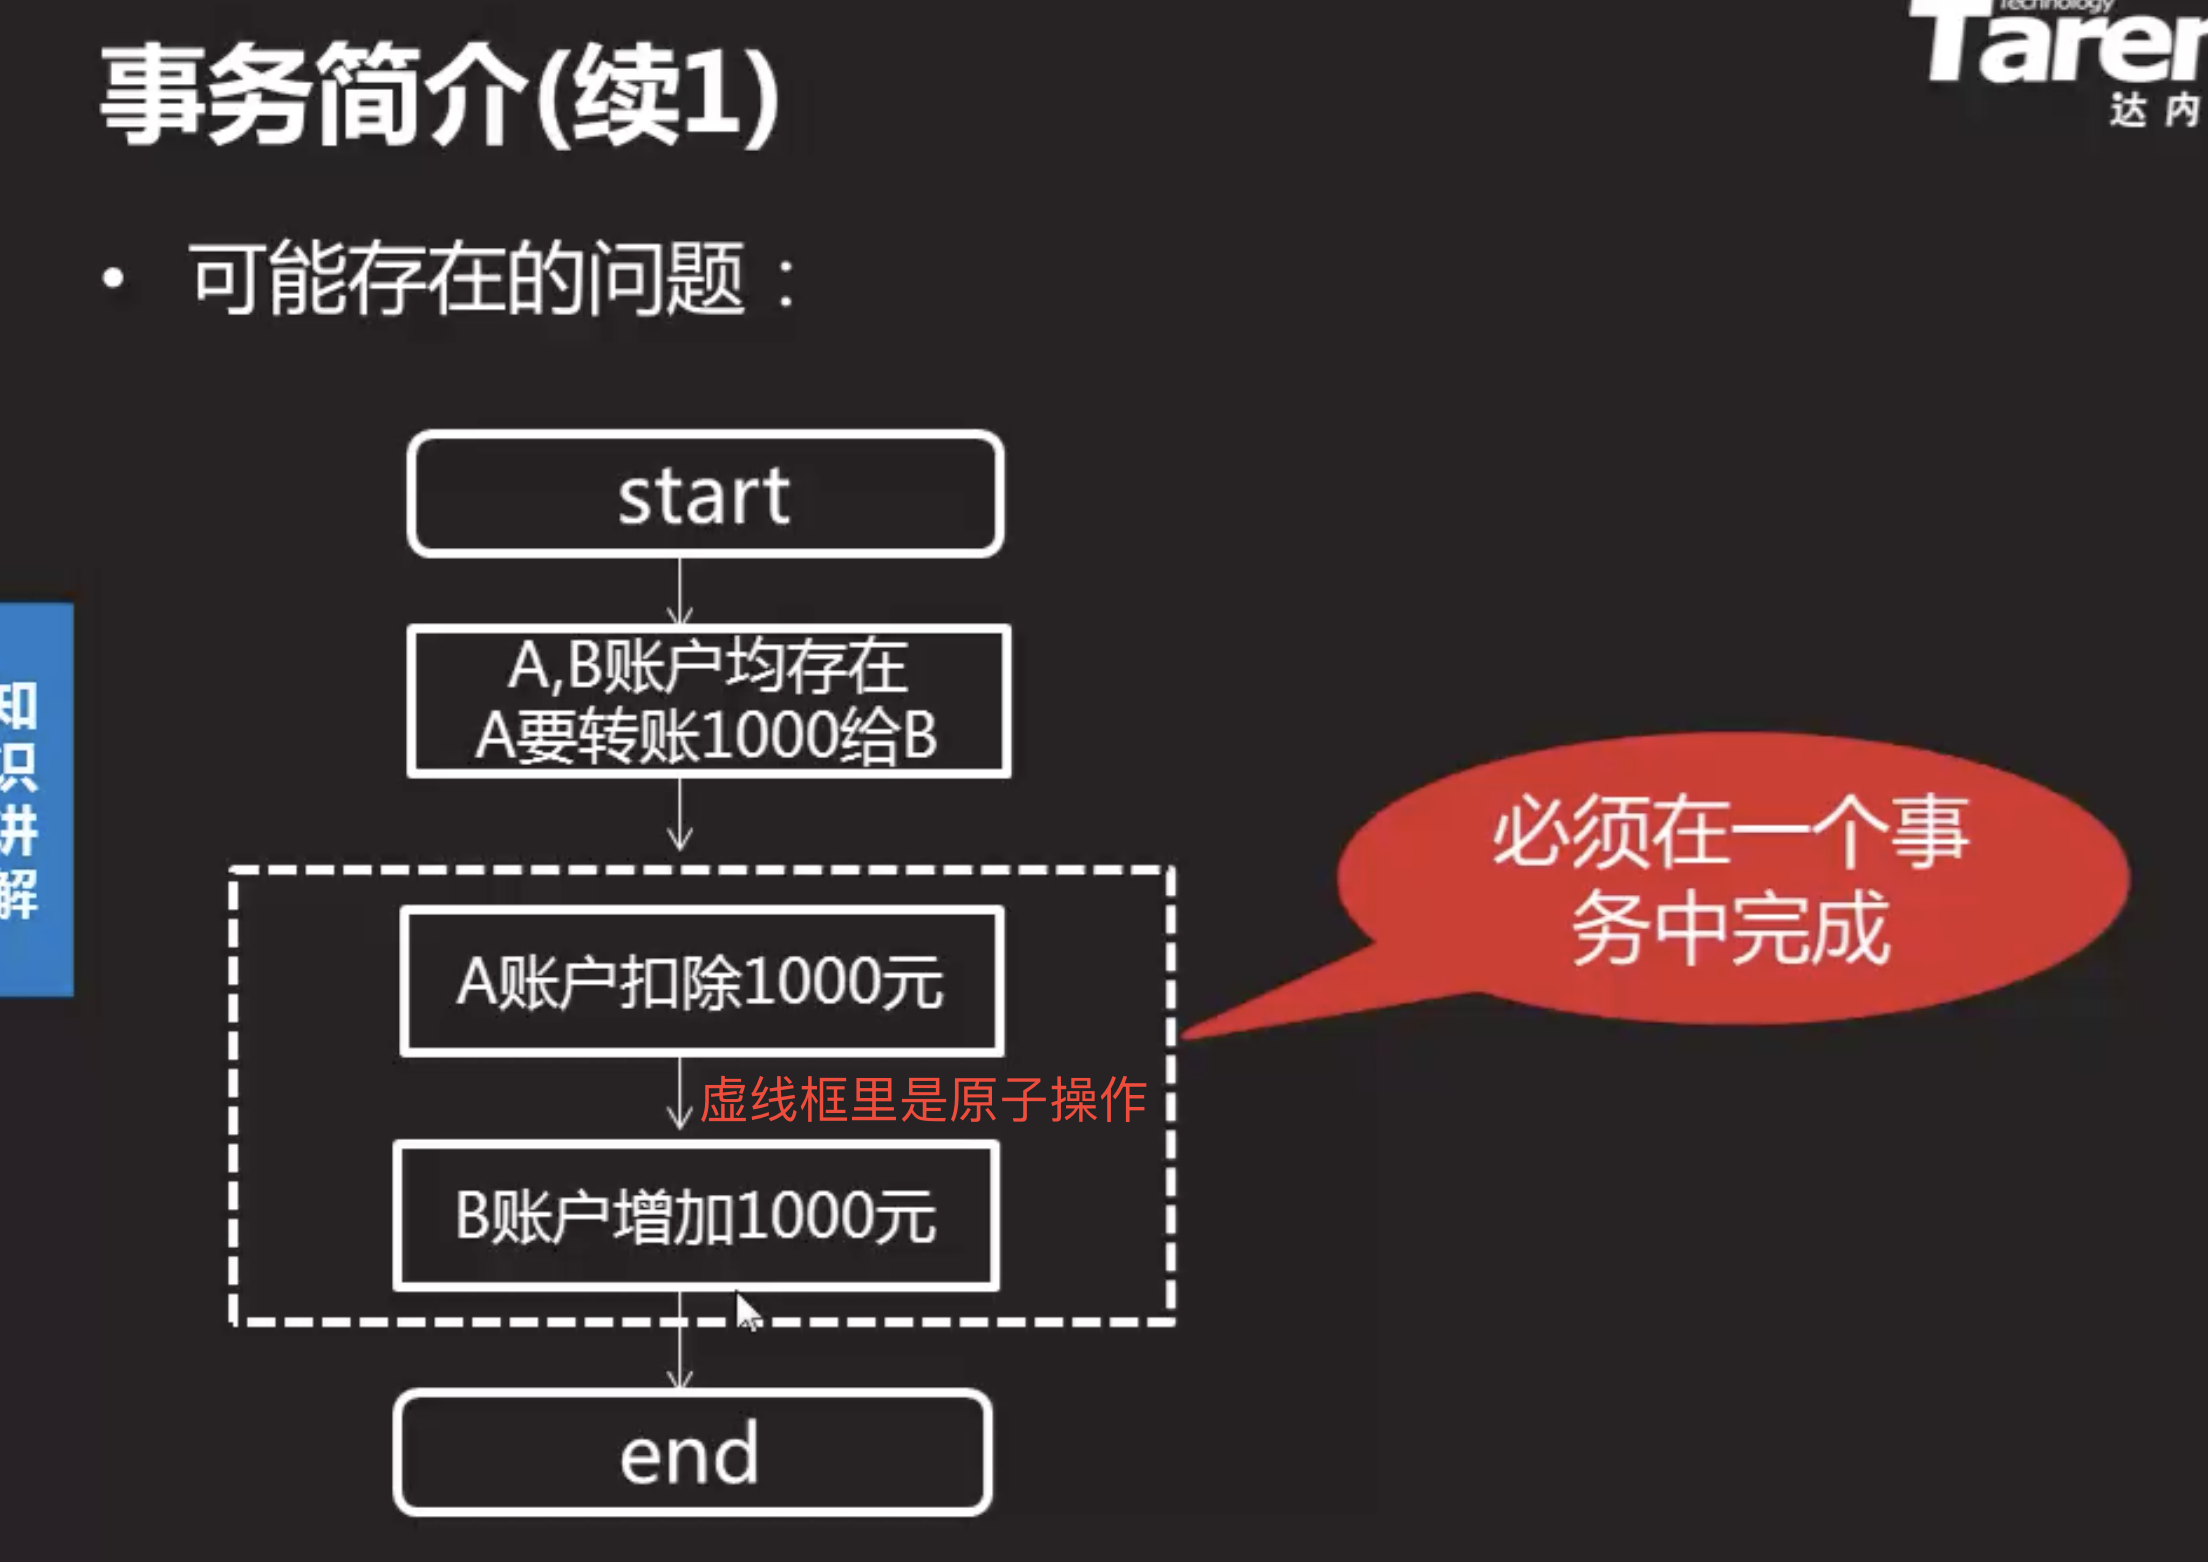 Technology
事务简介(续1)
达内
• 可能存在的问题：
start
A,B账户均存在
A要转账1000给B
知识讲解
必须在一个事
务中完成
A账户扣除1000元
虚线框里是原子操作
B账户增加1000元
end